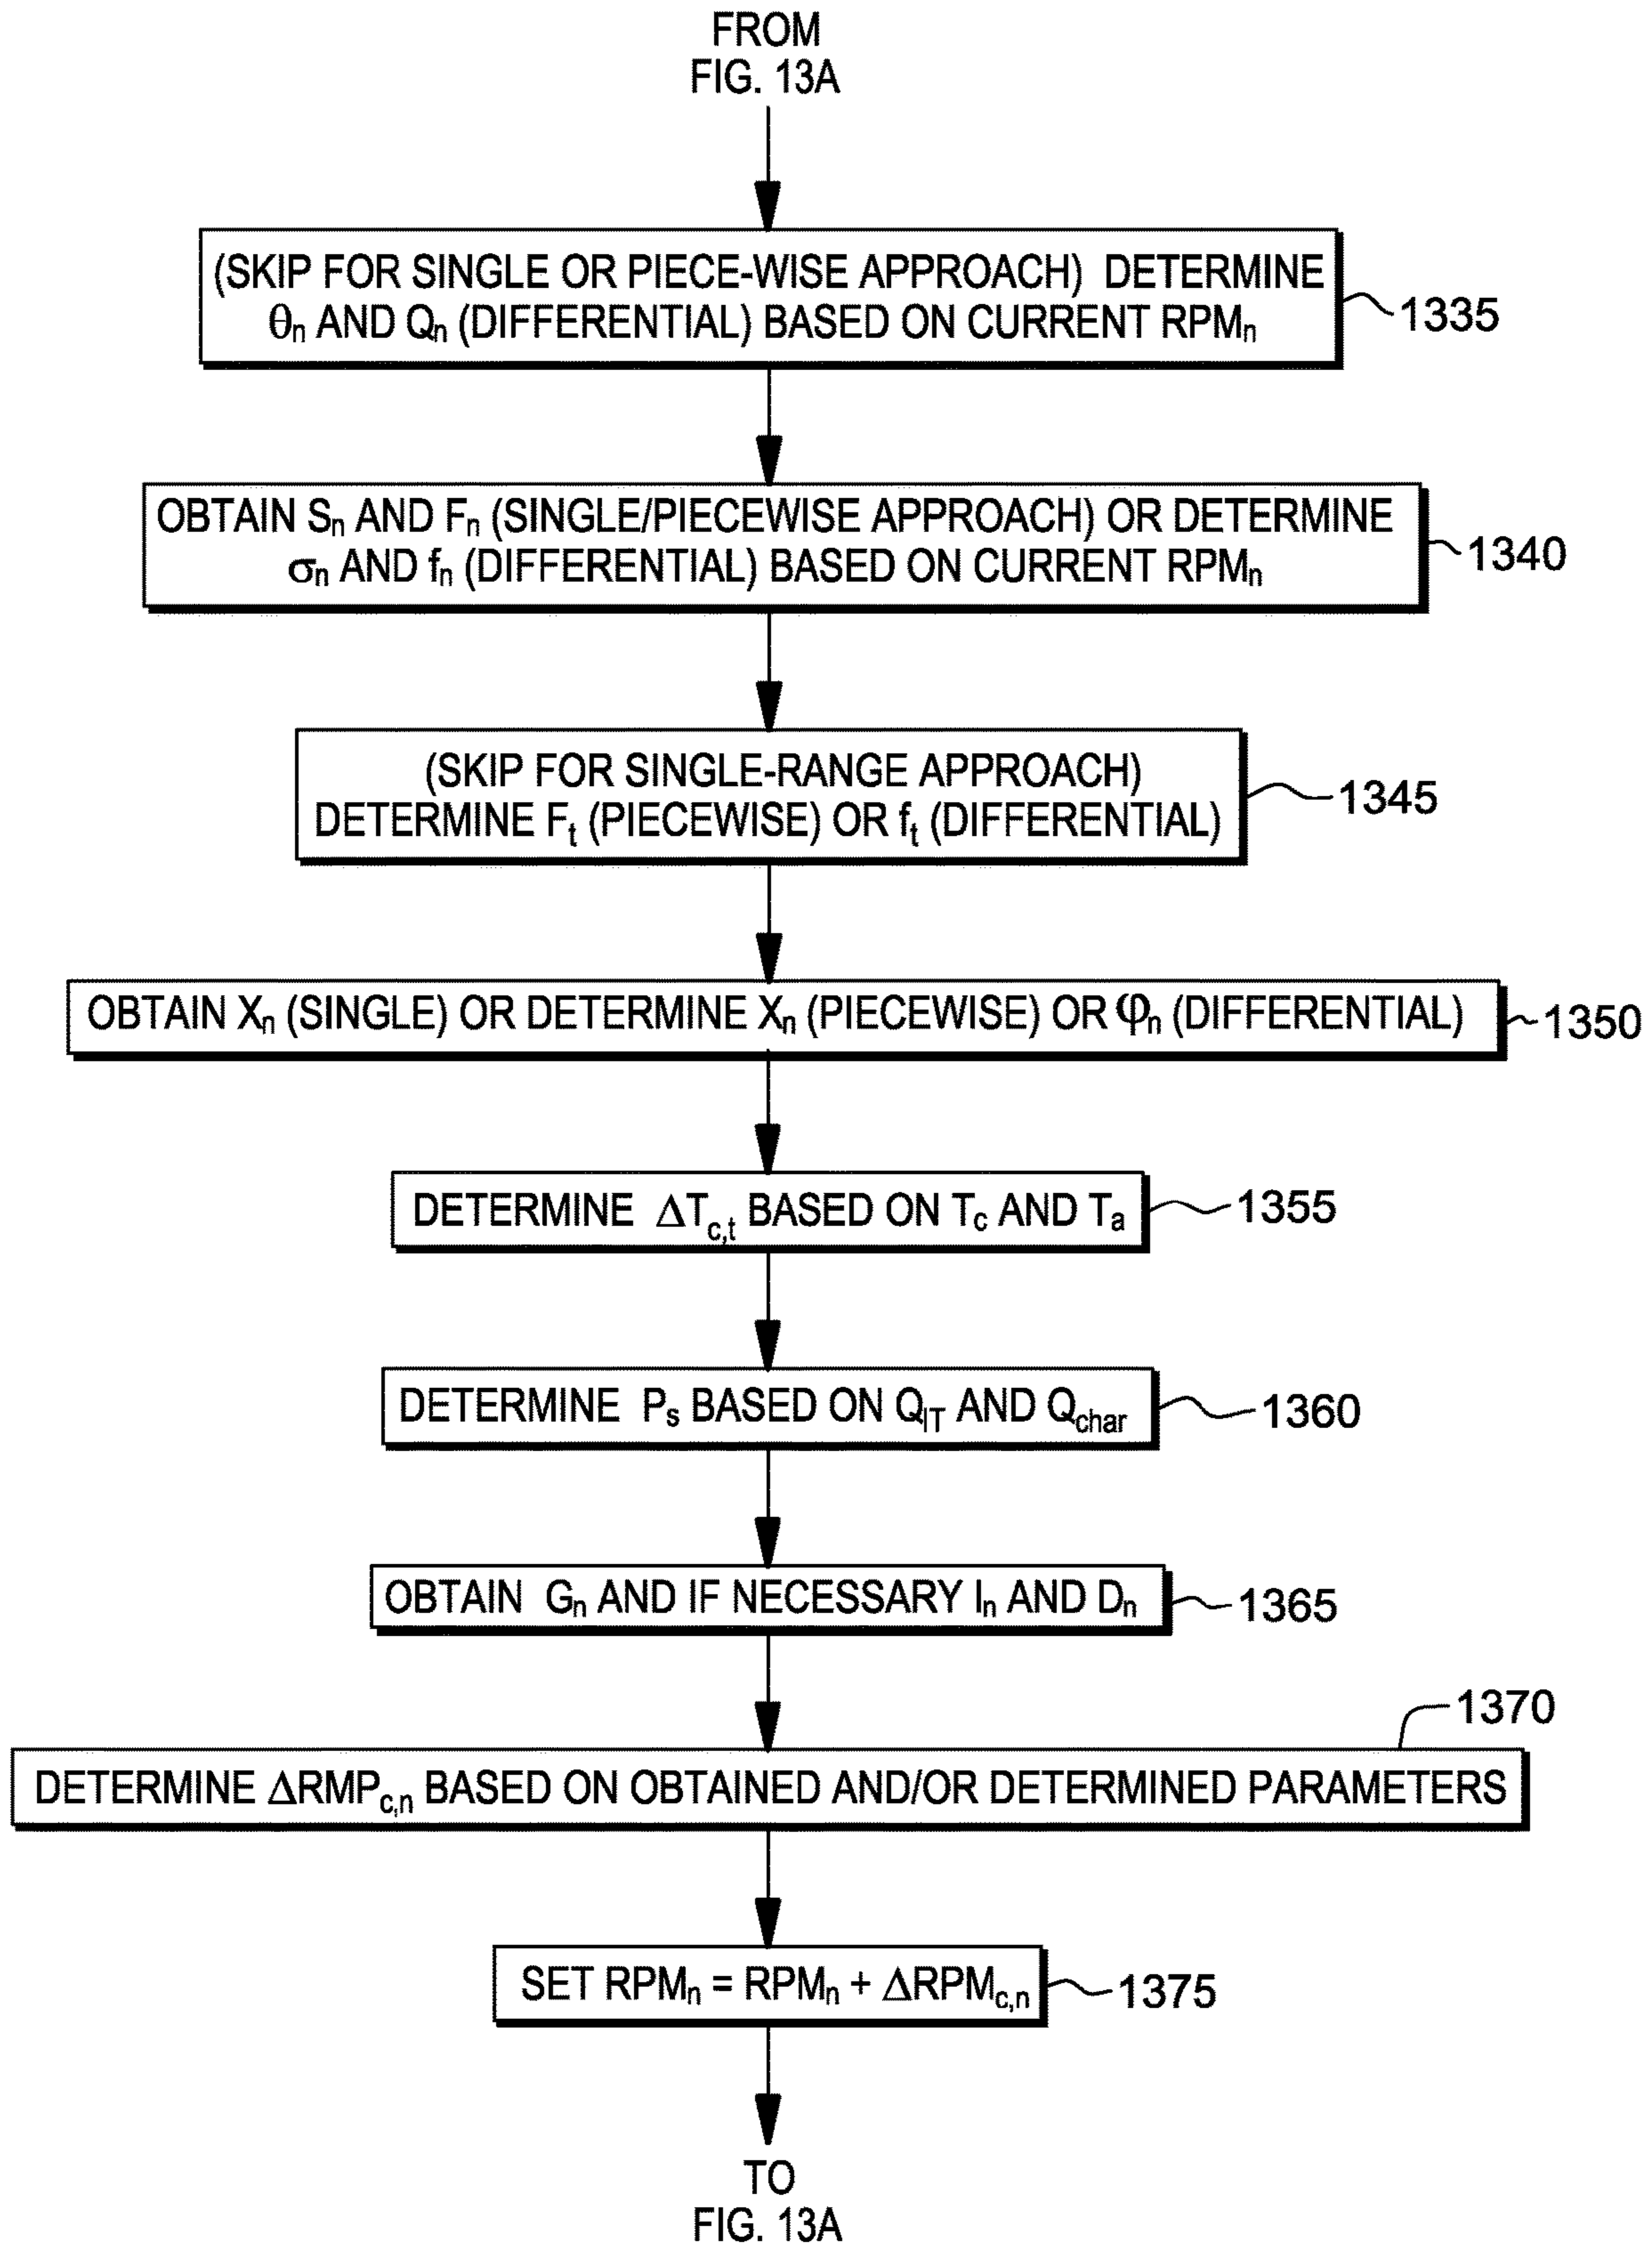 FROM
FIG. 13A
(SKIP FOR SINGLE OR PIECE-WISE APPROACH) DETERMINE
θn AND Qn (DIFFERENTIAL) BASED ON CURRENT RPMn
1335
OBTAIN Sn AND Fn (SINGLE/PIECEWISE APPROACH) OR DETERMINE
σn AND fn (DIFFERENTIAL) BASED ON CURRENT RPMn
1340
(SKIP FOR SINGLE-RANGE APPROACH)
DETERMINE Ft (PIECEWISE) OR ft (DIFFERENTIAL)
1345
OBTAIN Xn (SINGLE) OR DETERMINE Xn (PIECEWISE) OR φn (DIFFERENTIAL)
1350
DETERMINE ΔTc,t BASED ON Tc AND Ta
1355
DETERMINE Ps BASED ON QIT AND Qchar
1360
OBTAIN Gn AND IF NECESSARY In AND Dn
1365
1370
DETERMINE ΔRMPc,n BASED ON OBTAINED AND/OR DETERMINED PARAMETERS
SET RPMn = RPMn + ΔRPMc,n
1375
TO
FIG. 13A